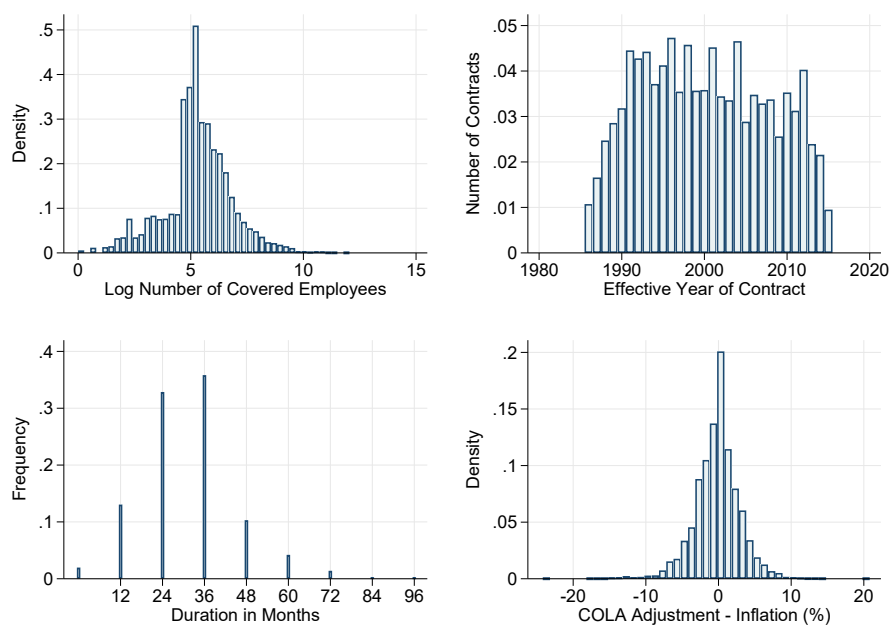 Density
.5
.4
.3
.2
.1
0
0 5 10 15
Log Number of Covered Employees
Number of Contracts
.05
.04
.03
.02
.01
0
1980 1990 2000 2010 2020
Effective Year of Contract
Frequency
.4
.3
.2
.1
0
12 24 36 48 60 72 84 96
Duration in Months
Density
.2
.15
.1
.05
0
-20 -10 0 10 20
COLA Adjustment - Inflation (%)